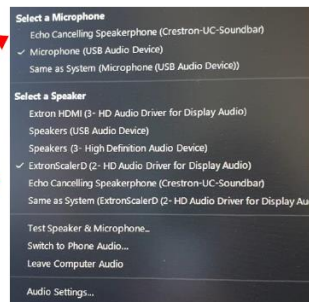 Select a Microphone
Echo Cancelling Speakerphone (Crestron-UC-Soundbar)
✓ Microphone (USB Audio Device)
Same as System (Microphone (USB Audio Device))
Select a Speaker
Extron HDMI (3- HD Audio Driver for Display Audio)
Speakers (USB Audio Device)
Speakers (3- High Definition Audio Device)
✓ ExtronScalerD (2- HD Audio Driver for Display Audio)
Echo Cancelling Speakerphone (Crestron-UC-Soundbar)
Same as System (ExtronScalerD (2- HD Audio Driver for Display Au
Test Speaker & Microphone...
Switch to Phone Audio...
Leave Computer Audio
Audio Settings...